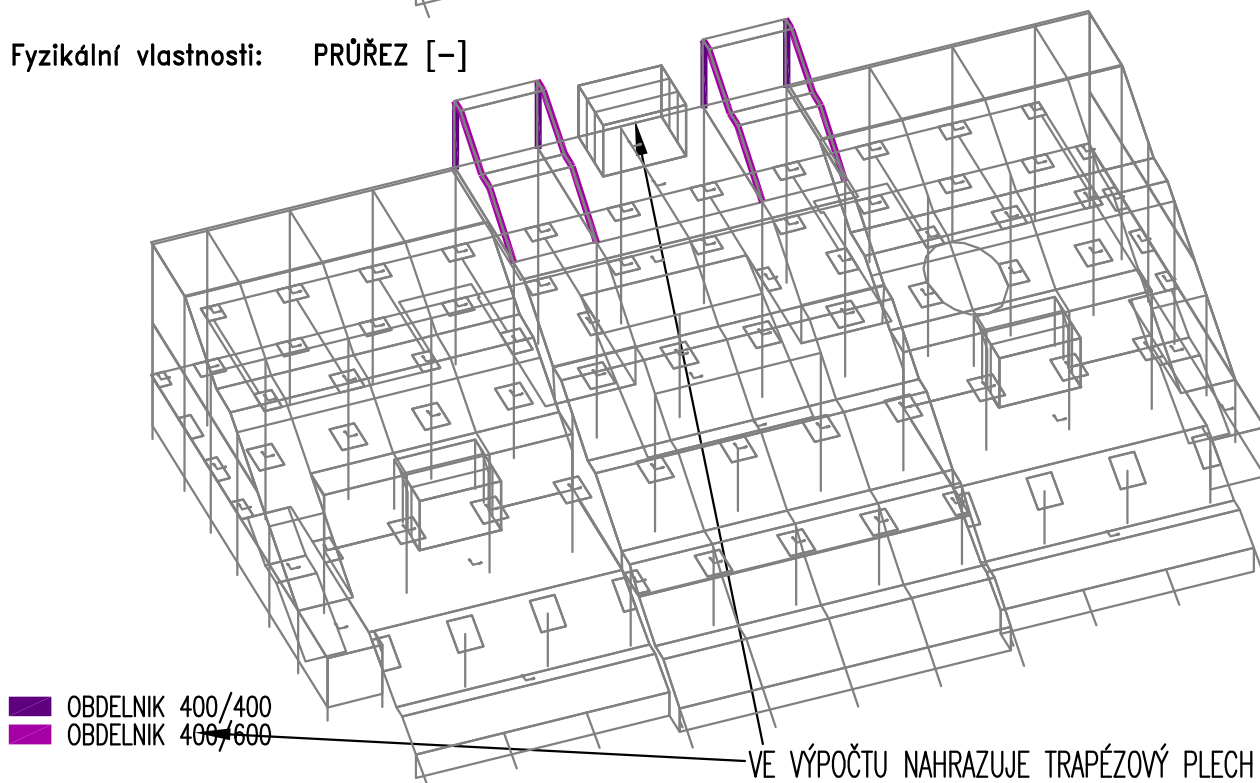 Fyzikální vlastnosti: PRŮŘEZ [-]
OBDELNIK 400/400
OBDELNIK 400/600
VE VÝPOČTU NAHRAZUJE TRAPÉZOVÝ PLECH